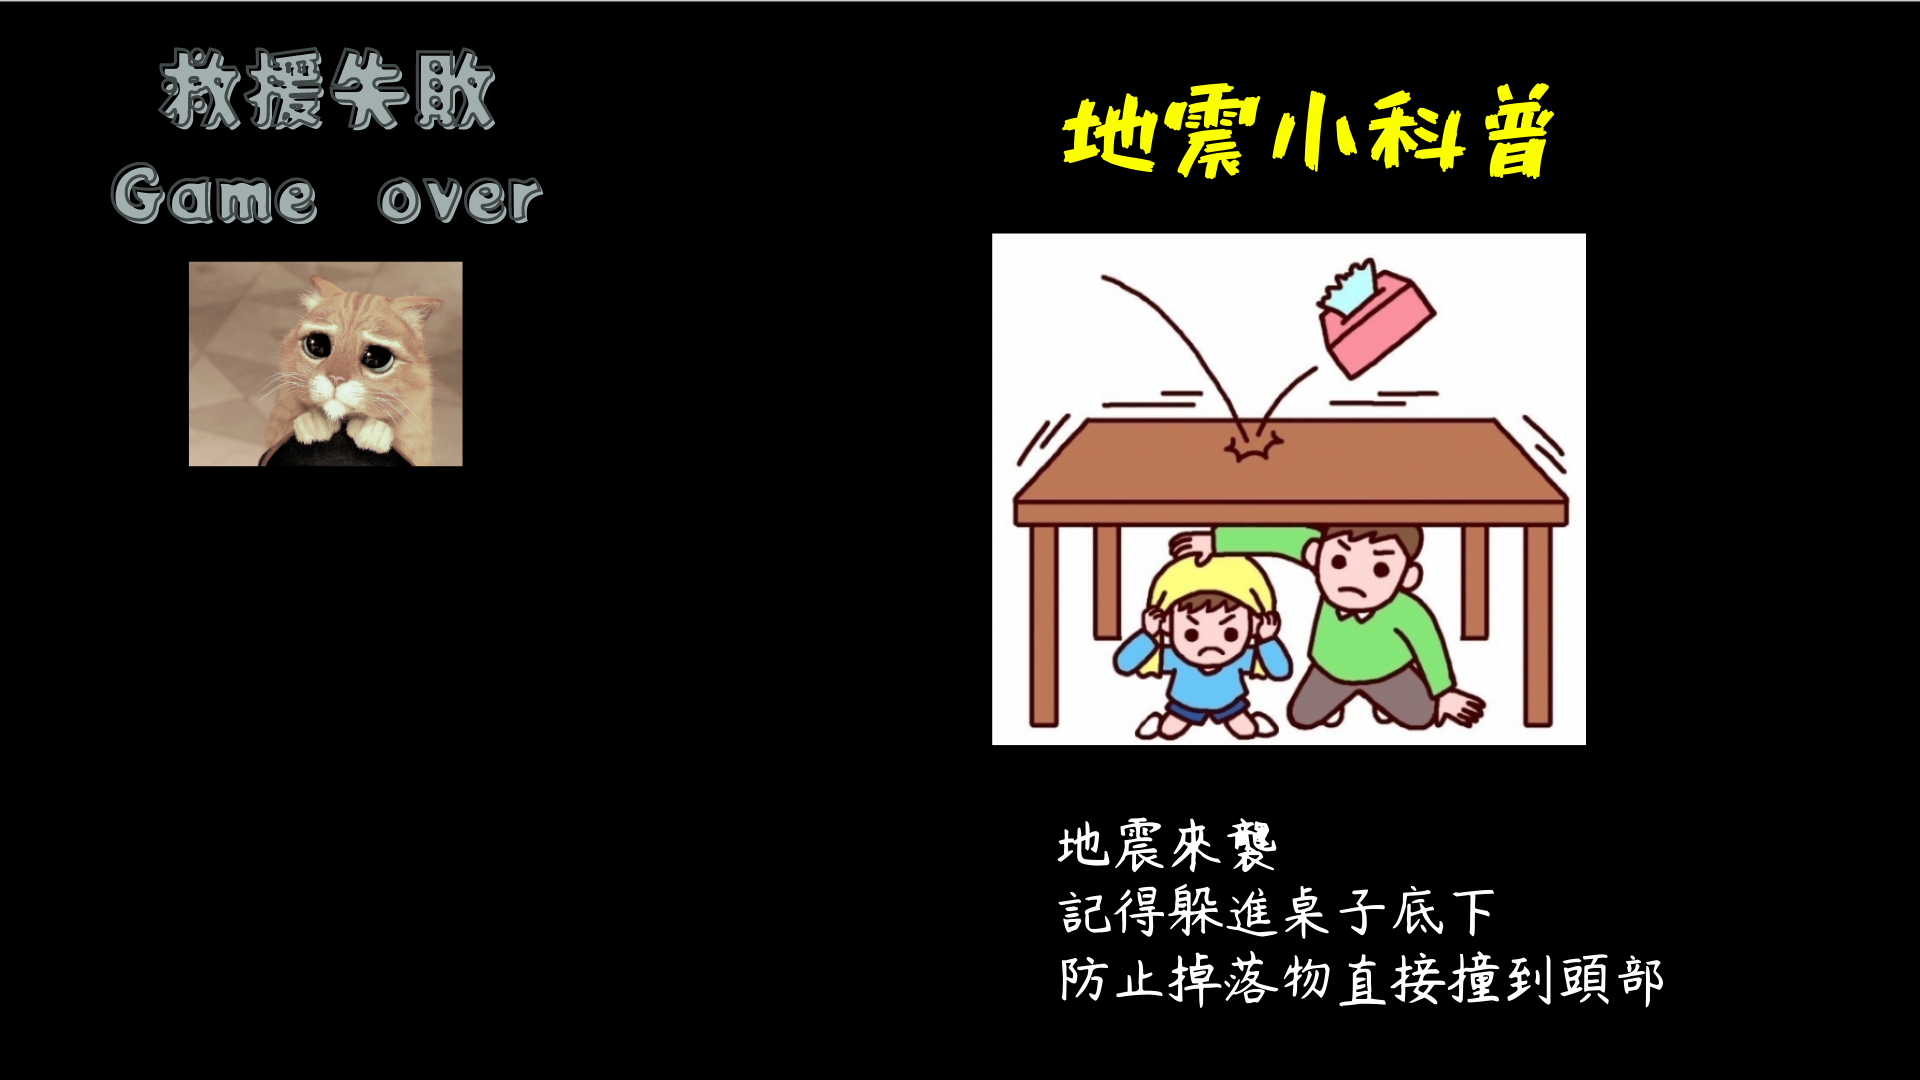 救援失敗
Game over
地震小科普
地震來襲
記得躲進桌子底下
防止掉落物直接撞到頭部